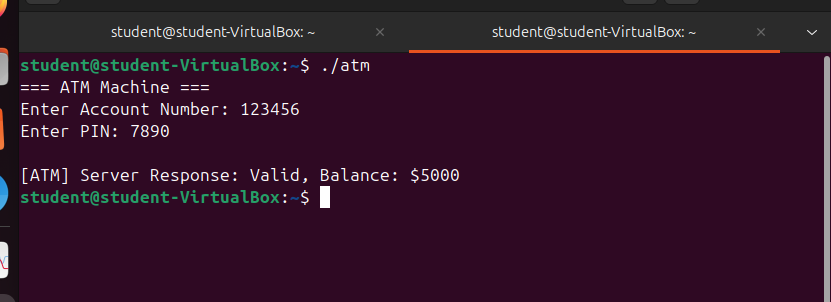 student@student-VirtualBox: ~
student@student-VirtualBox: ~
student@student-VirtualBox:~$ ./atm
=== ATM Machine ===
Enter Account Number: 123456
Enter PIN: 7890
[ATM] Server Response: Valid, Balance: $5000
student@student-VirtualBox:~$